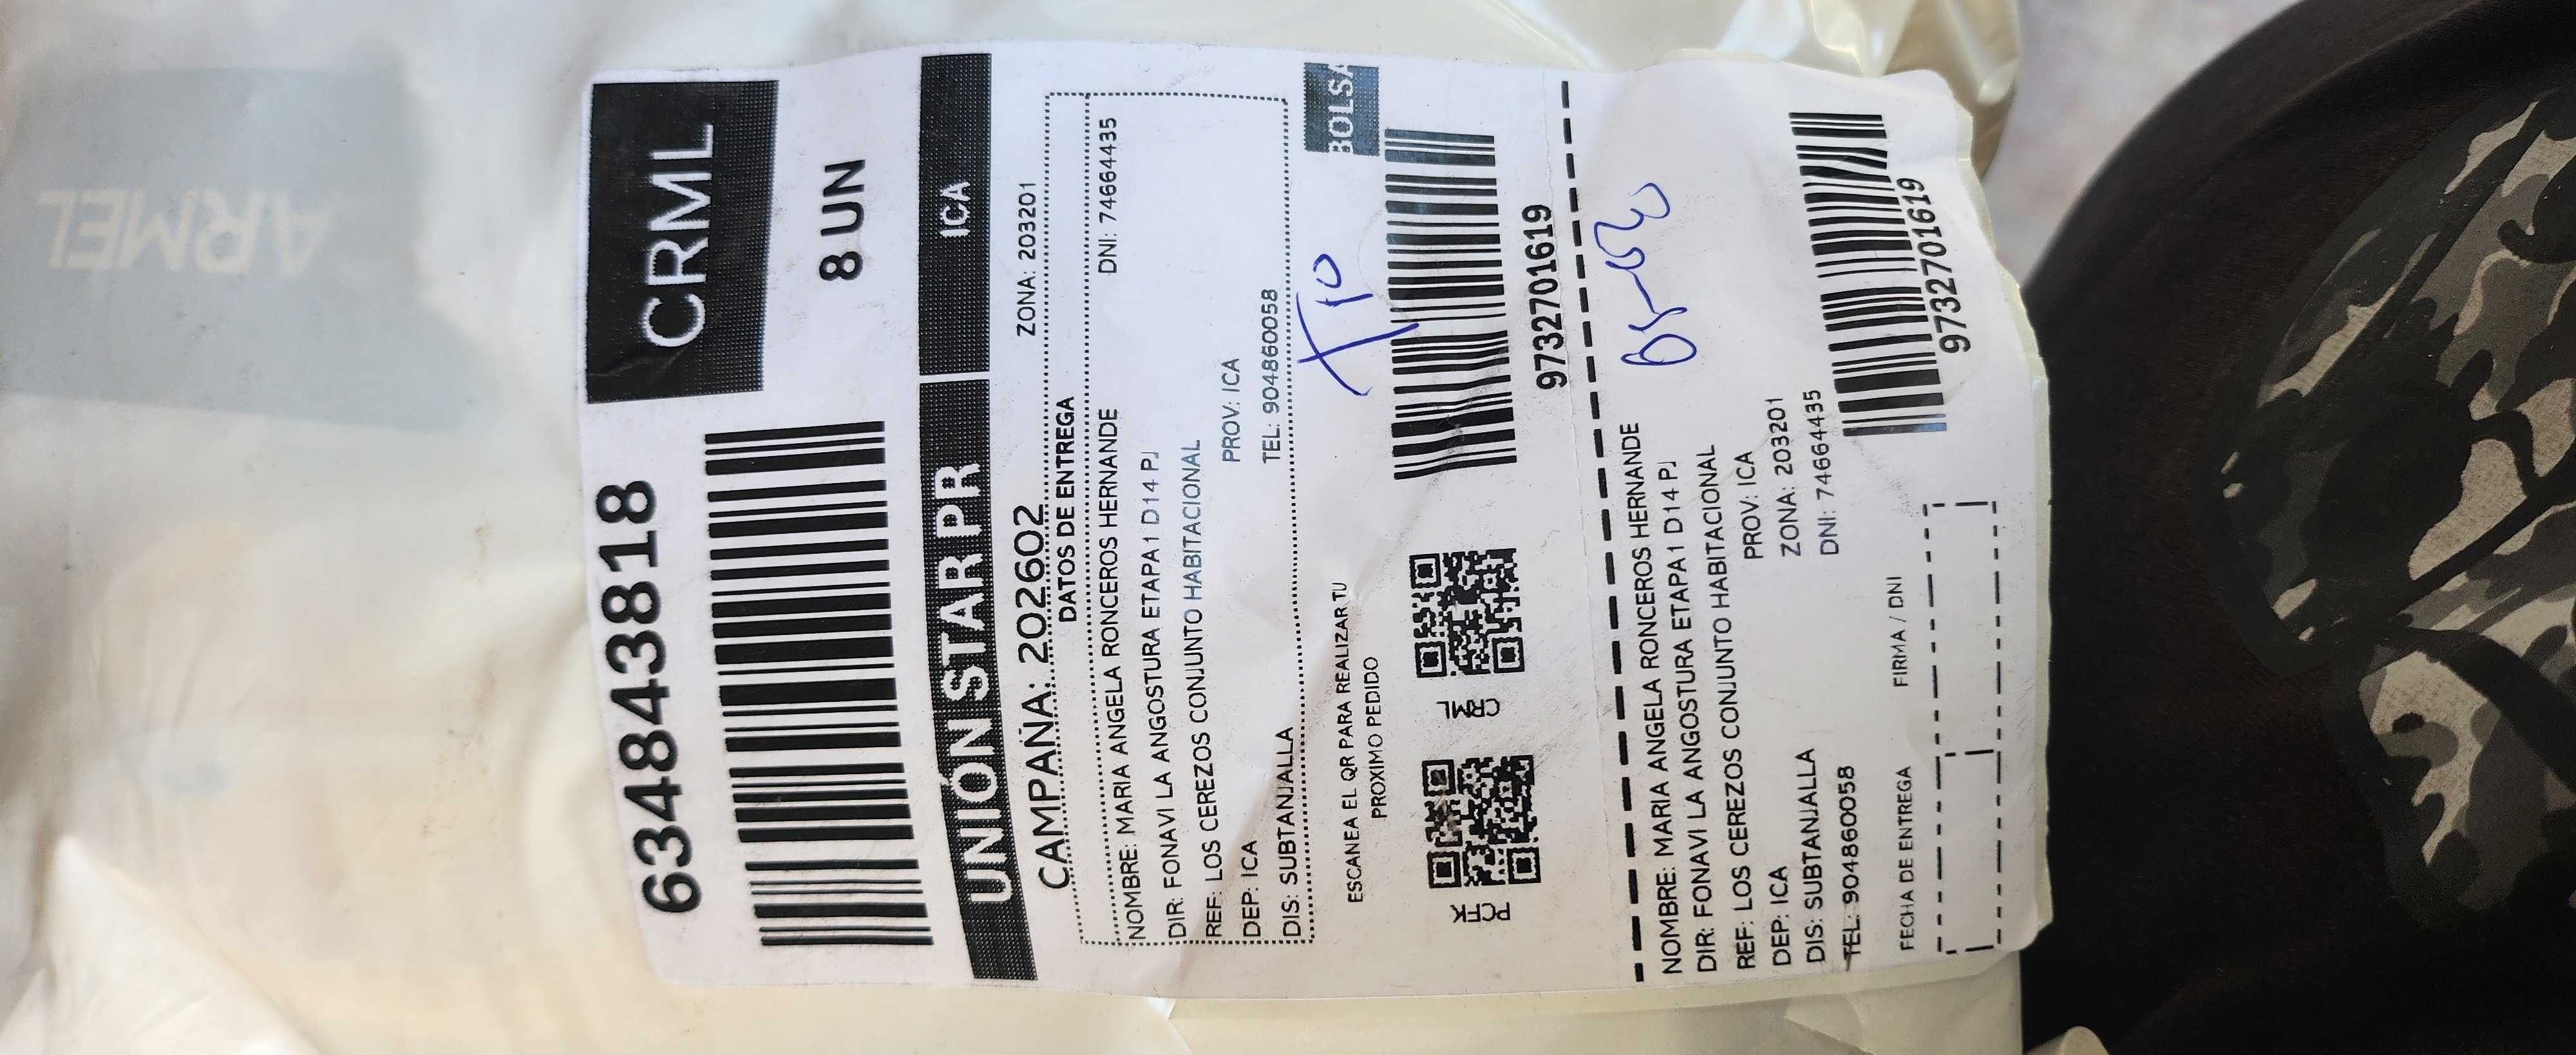 ARMEL
6348843818
CRML
8 UN
UNIÓN STAR PR
ICA
CAMPAÑA: 202602
ZONA: 203201
DATOS DE ENTREGA
NOMBRE: MARIA ANGELA RONCEROS HERNANDE DNI: 74664435
DIR: FONAVI LA ANGOSTURA ETAPA1 D14 PJ
REF: LOS CEREZOS CONJUNTO HABITACIONAL
DEP: ICA PROV: ICA
DIS: SUBTANJALLA TEL: 904860058
BOLSA
ESCANEA EL QR PARA REALIZAR TU
PROXIMO PEDIDO
PCFK
CRML
9732701619
NOMBRE: MARIA ANGELA RONCEROS HERNANDE
DIR: FONAVI LA ANGOSTURA ETAPA1 D14 PJ
REF: LOS CEREZOS CONJUNTO HABITACIONAL
DEP: ICA PROV: ICA
DIS: SUBTANJALLA ZONA: 203201
TEL: 904860058 DNI: 74664435
FECHA DE ENTREGA FIRMA / DNI
9732701619